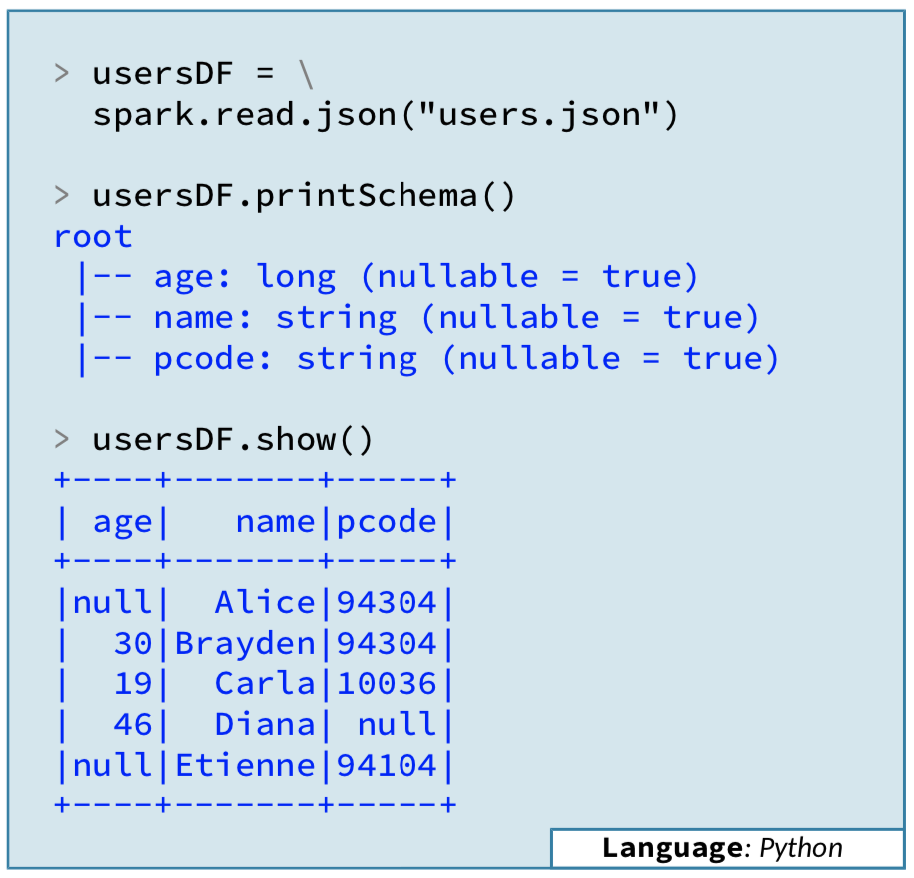 > usersDF = \
  spark.read.json("users.json")

> usersDF.printSchema()
root
 |-- age: long (nullable = true)
 |-- name: string (nullable = true)
 |-- pcode: string (nullable = true)

> usersDF.show()
+----+-------+-----+
| age|   name|pcode|
+----+-------+-----+
|null|  Alice|94304|
|  30|Brayden|94304|
|  19|  Carla|10036|
|  46|  Diana| null|
|null|Etienne|94104|
+----+-------+-----+
Language: Python